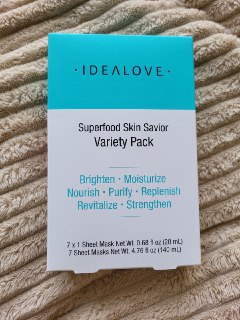 · IDEALOVE ·
Superfood Skin Savior
Variety Pack
Brighten · Moisturize
Nourish · Purify · Replenish
Revitalize · Strengthen
7 x 1 Sheet Mask Net Wt. 0.68 fl oz (20 mL)
7 Sheet Masks Net Wt. 4.76 fl oz (140 mL)